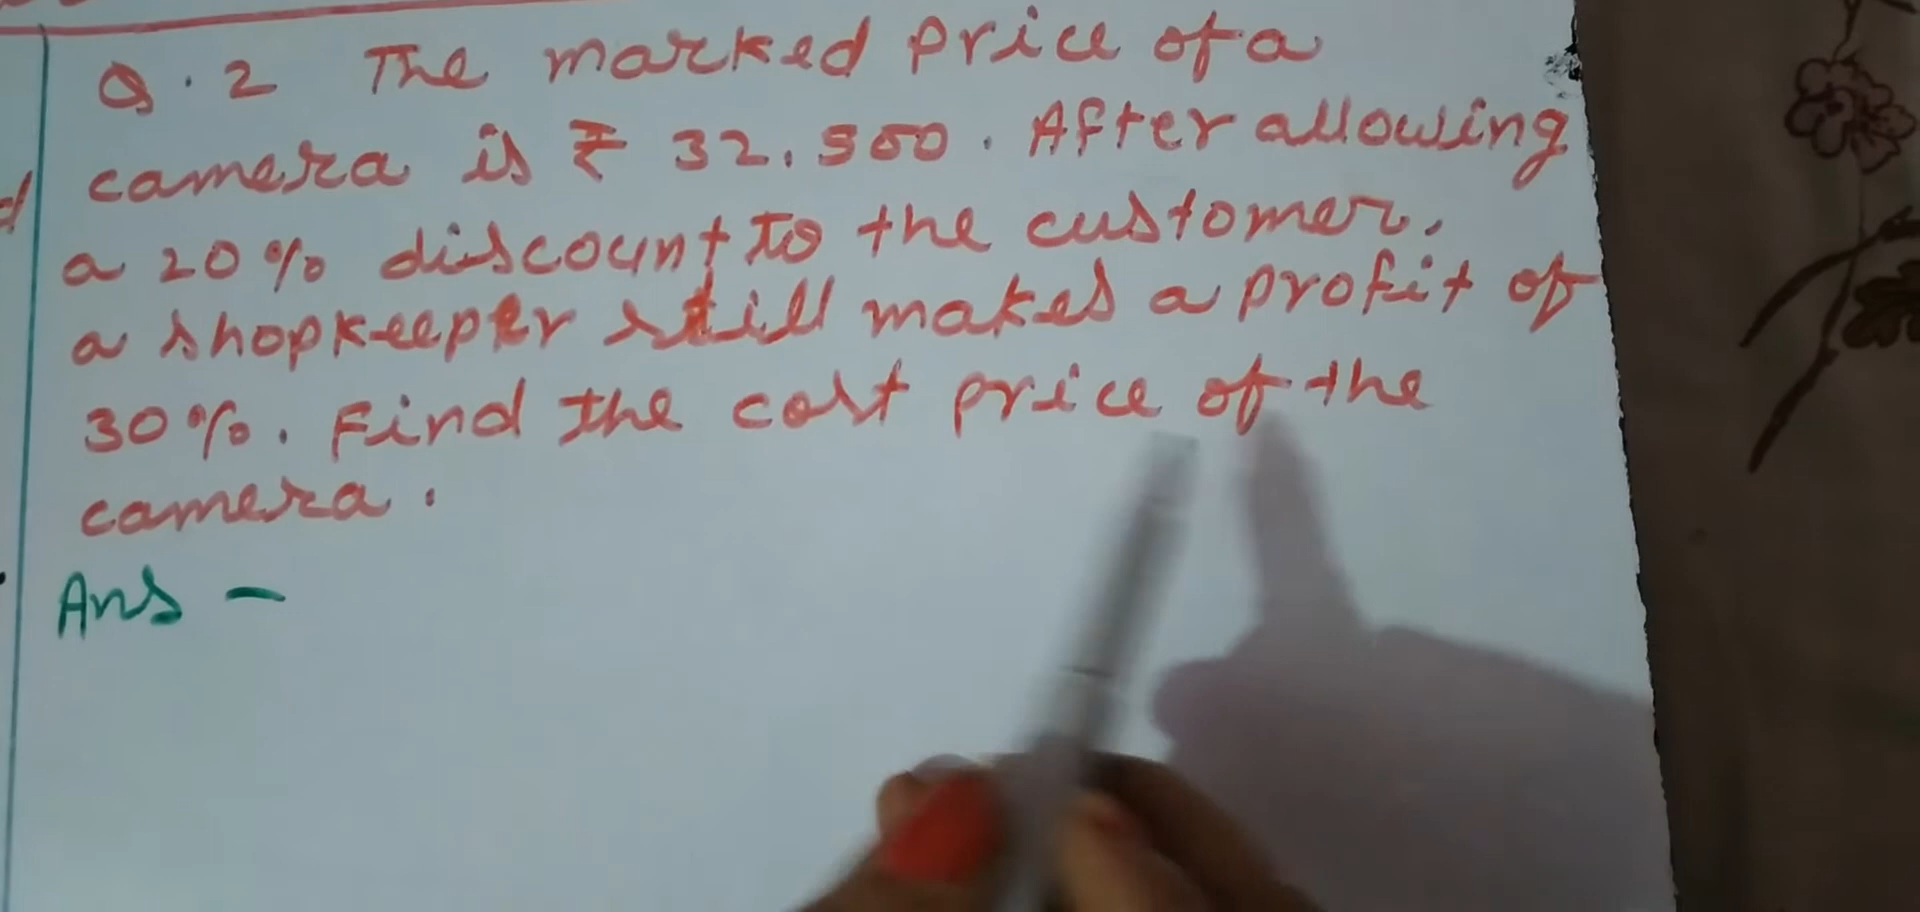 Q. 2 The marked price of a
camera is ₹ 32,500. After allowing
a 20% discount to the customer,
a shopkeeper still makes a profit of
30%. Find the cost price of the
camera.
Ans -